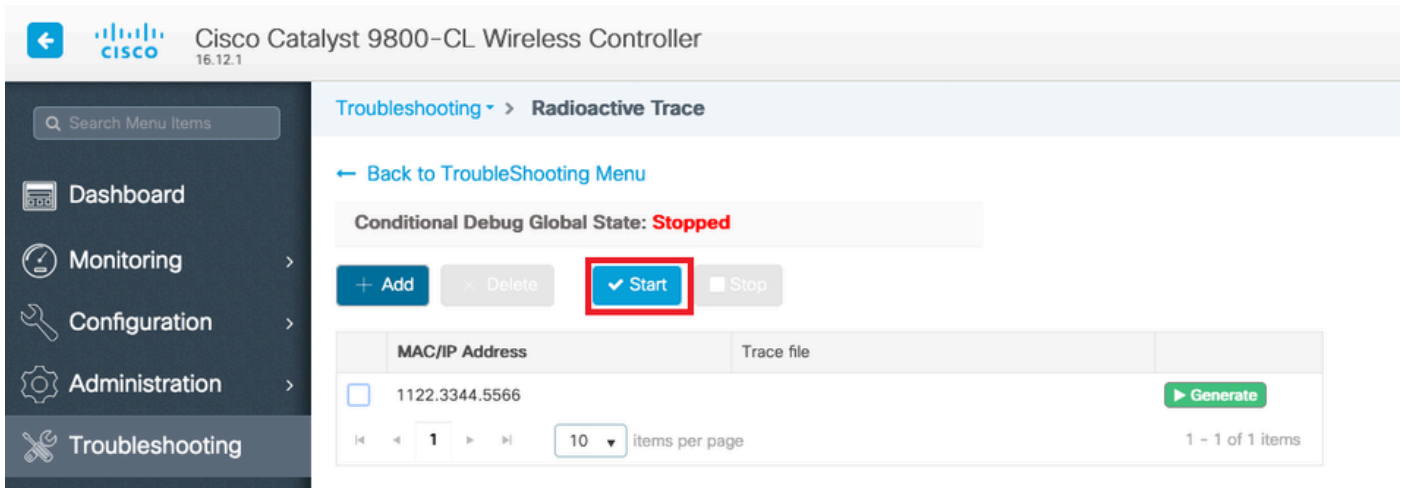 CISCO
Cisco Catalyst 9800-CL Wireless Controller
16.12.1
Search Menu Items
Dashboard
Monitoring
Configuration
Administration
Troubleshooting
Troubleshooting > Radioactive Trace
← Back to TroubleShooting Menu
Conditional Debug Global State: Stopped
+ Add × Delete ✔ Start Stop
MAC/IP Address Trace file
1122.3344.5566 Generate
1 10 items per page 1 - 1 of 1 items